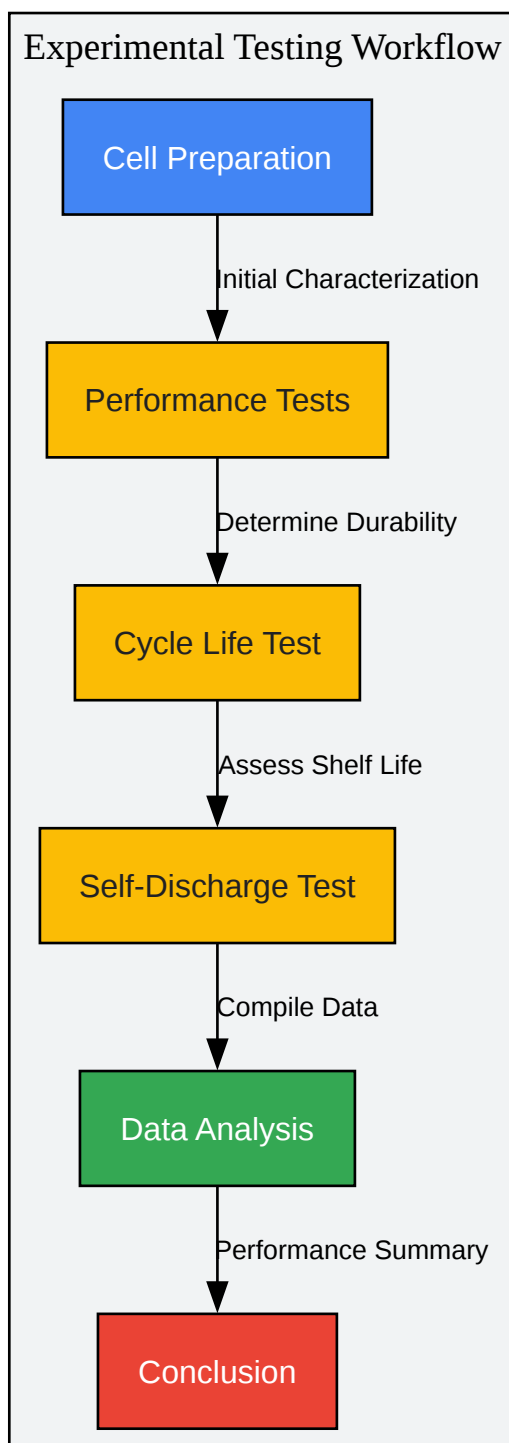 Experimental Testing Workflow
Cell Preparation
Initial Characterization
Performance Tests
Determine Durability
Cycle Life Test
Assess Shelf Life
Self-Discharge Test
Compile Data
Data Analysis
Performance Summary
Conclusion